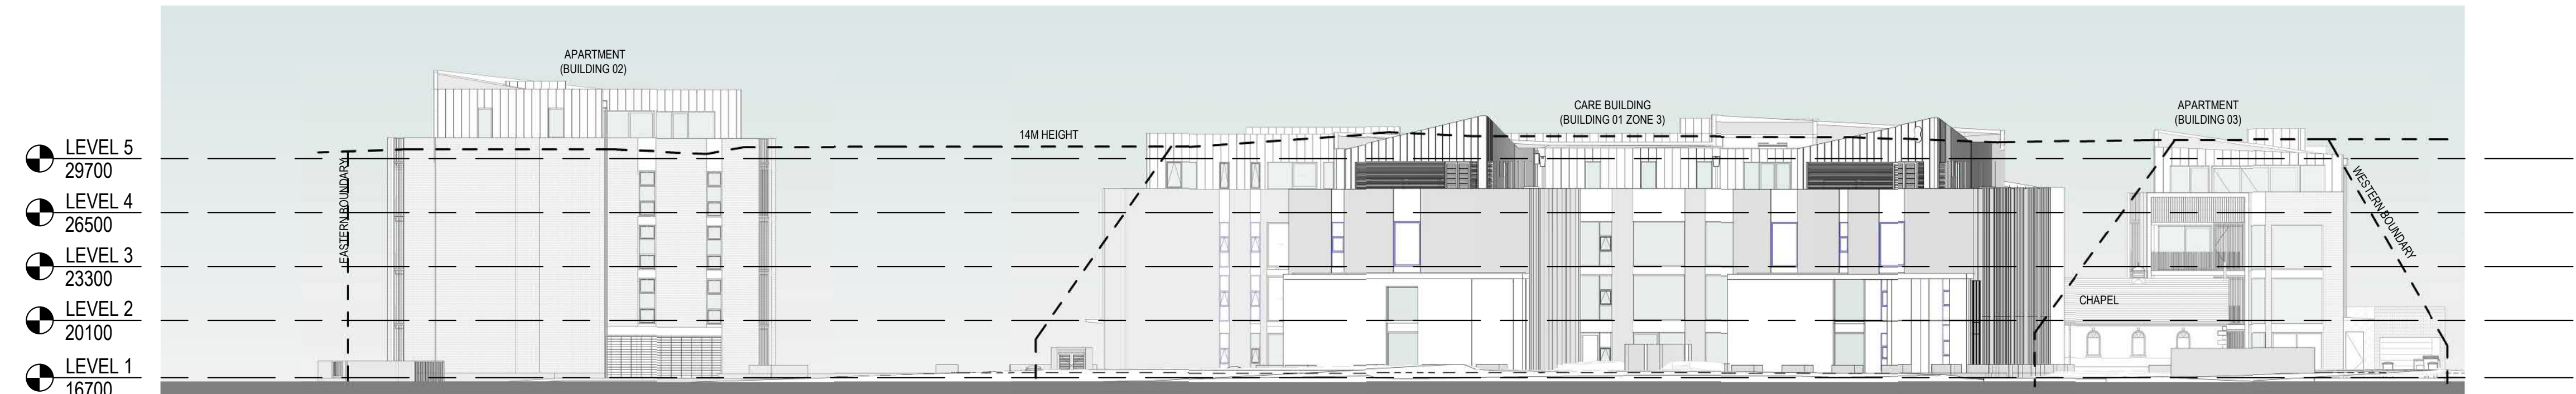 APARTMENT
(BUILDING 02)
14M HEIGHT
CARE BUILDING
(BUILDING 01 ZONE 3)
APARTMENT
(BUILDING 03)
LEVEL 5
29700
LEVEL 4
26500
LEVEL 3
23300
LEVEL 2
20100
LEVEL 1
16700
EASTERN BOUNDARY
WESTERN BOUNDARY
CHAPEL